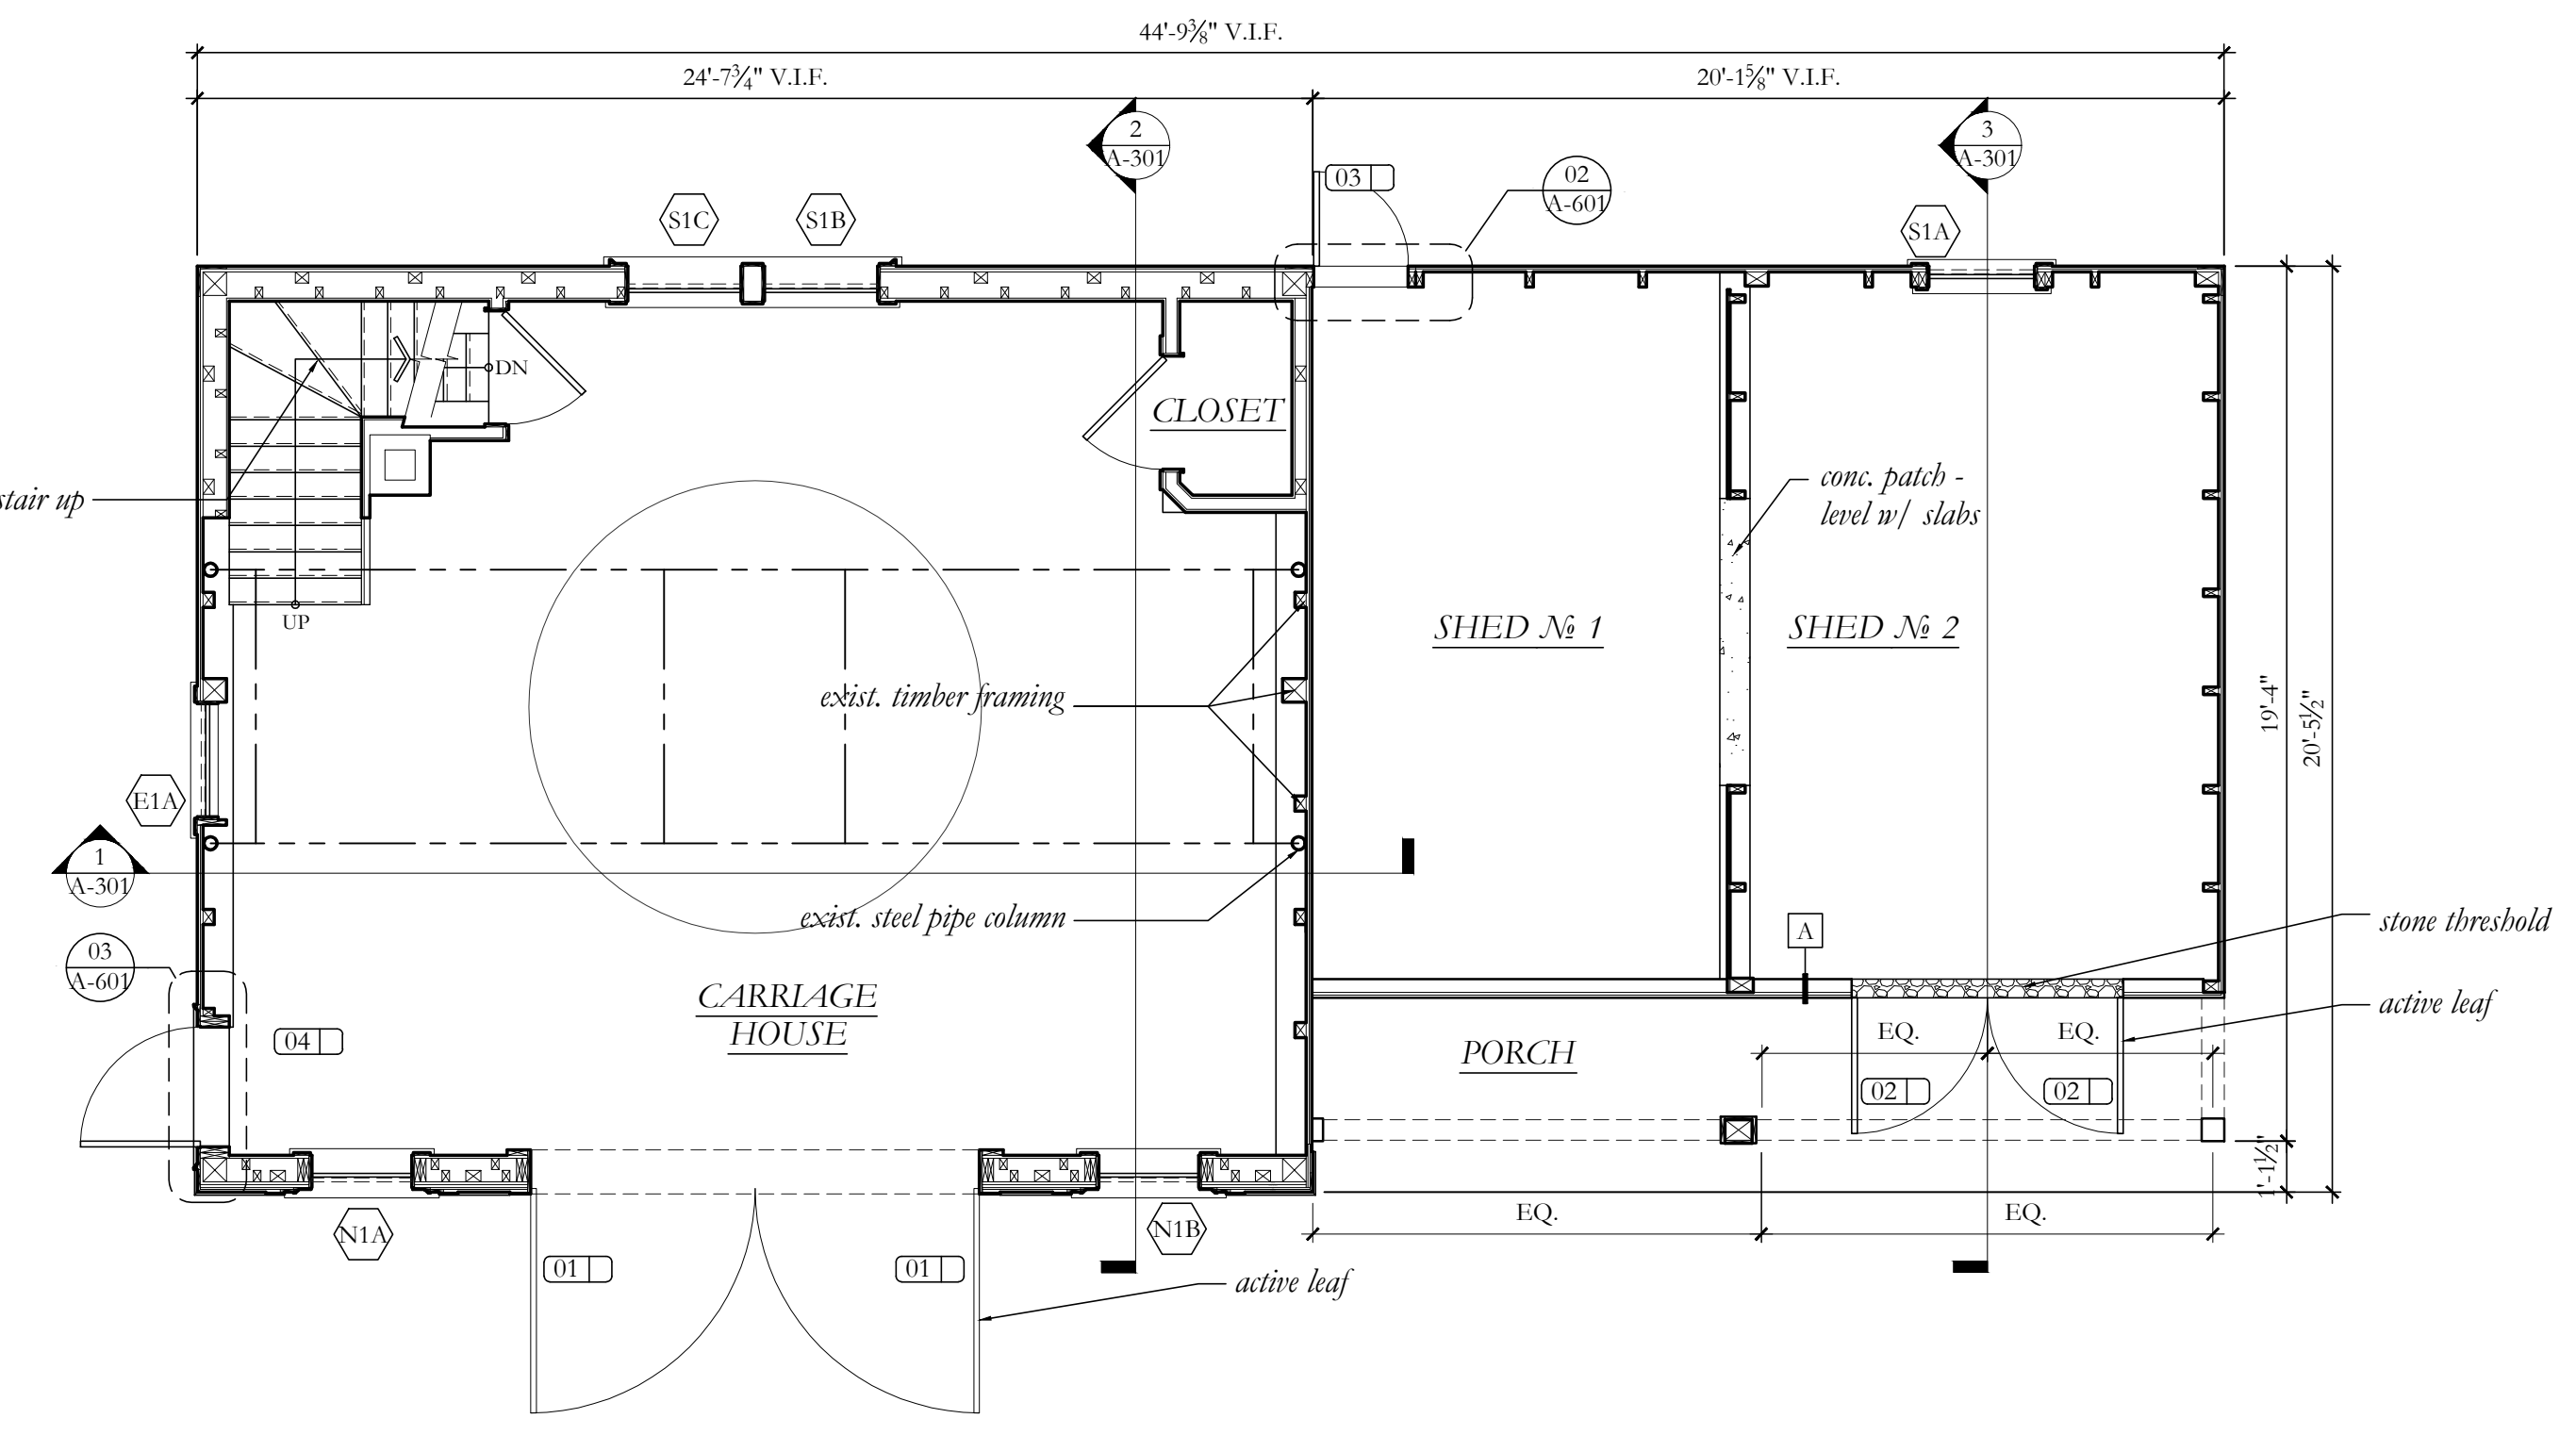 44'-9⅜" V.I.F.
24'-7¾" V.I.F.
20'-1⅝" V.I.F.
2
A-301
3
A-301
03
02
A-601
S1C
S1B
S1A
DN
CLOSET
conc. patch -
level w/ slabs
stair up
UP
SHED № 1
SHED № 2
exist. timber framing
19'-4"
20'-5½"
E1A
1
A-301
exist. steel pipe column
A
stone threshold
03
A-601
CARRIAGE
HOUSE
active leaf
04
EQ.
EQ.
PORCH
02
02
1'-1½"
N1A
N1B
EQ.
EQ.
01
01
active leaf